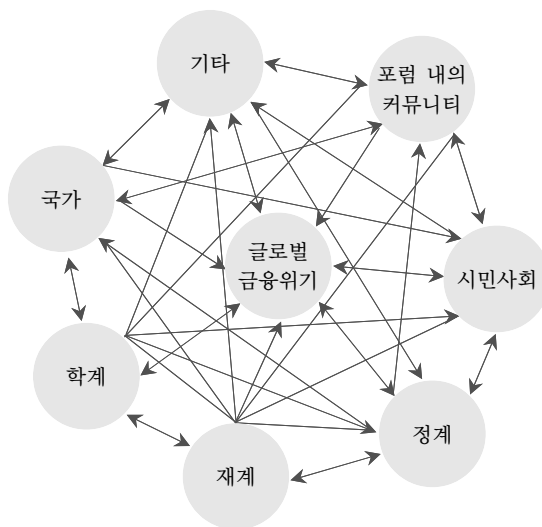 기타
포럼 내의
커뮤니티
국가
글로벌
금융위기
시민사회
학계
정계
재계